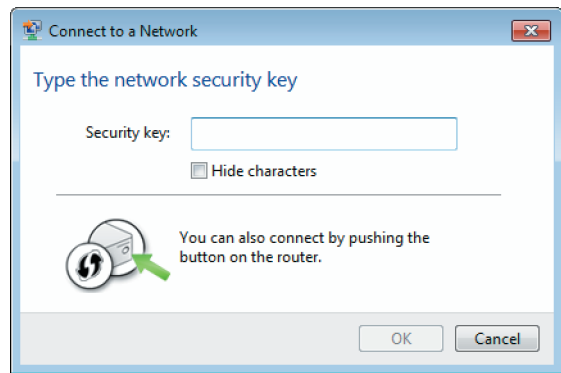 Connect to a Network
Type the network security key
Security key:
Hide characters
You can also connect by pushing the
button on the router.
OK
Cancel